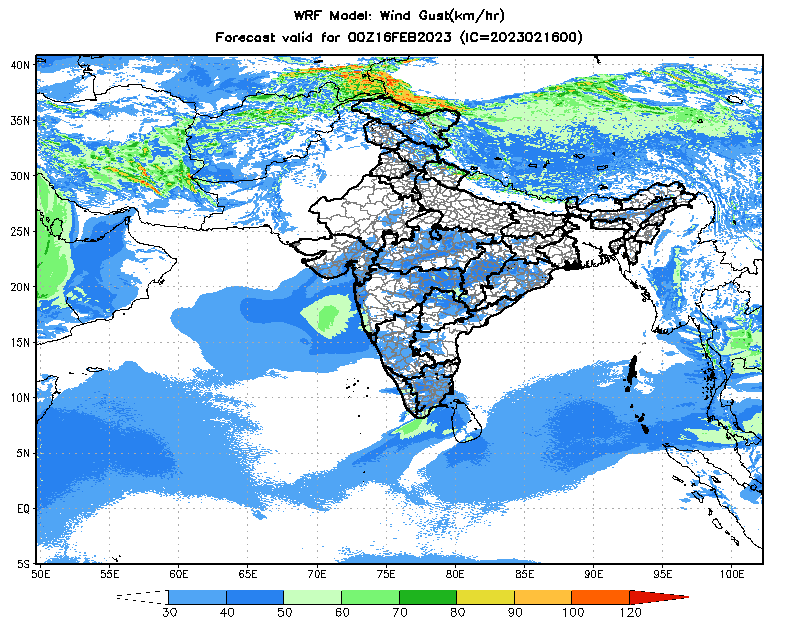 WRF Model: Wind Gust(km/hr)
Forecast valid for 00Z16FEB2023 (IC=2023021600)
40N
35N
30N
25N
20N
15N
10N
5N
EQ
5S
50E 55E 60E 65E 70E 75E 80E 85E 90E 95E 100E
30 40 50 60 70 80 90 100 120